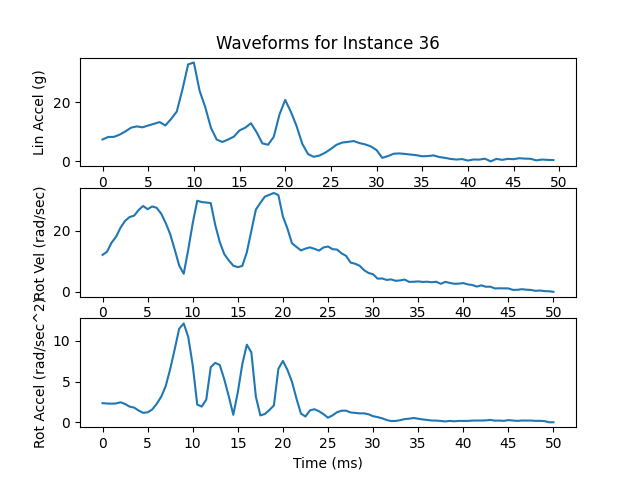 Waveforms for Instance 36
Lin Accel (g)
20
0
0 5 10 15 20 25 30 35 40 45 50
Rot Vel (rad/sec)
20
0
0 5 10 15 20 25 30 35 40 45 50
Rot Accel (rad/sec^2)
10
5
0
0 5 10 15 20 25 30 35 40 45 50
Time (ms)